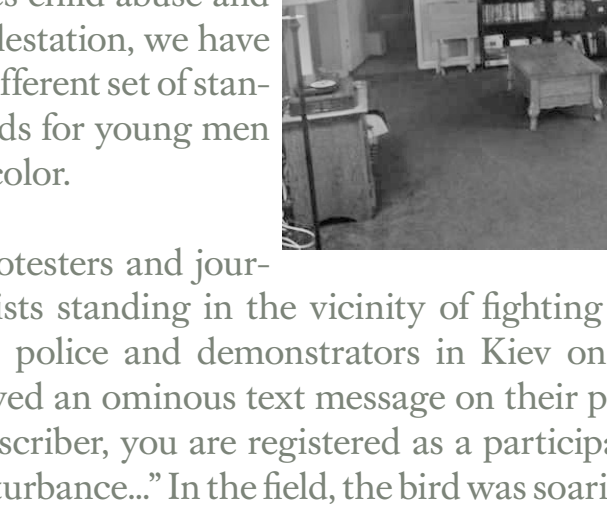 es child abuse and
lestation, we have
fferent set of stan-
ds for young men
color.
otesters and jour-
ists standing in the vicinity of fighting
police and demonstrators in Kiev on
ved an ominous text message on their p
scriber, you are registered as a participa
turbance...” In the field, the bird was soari